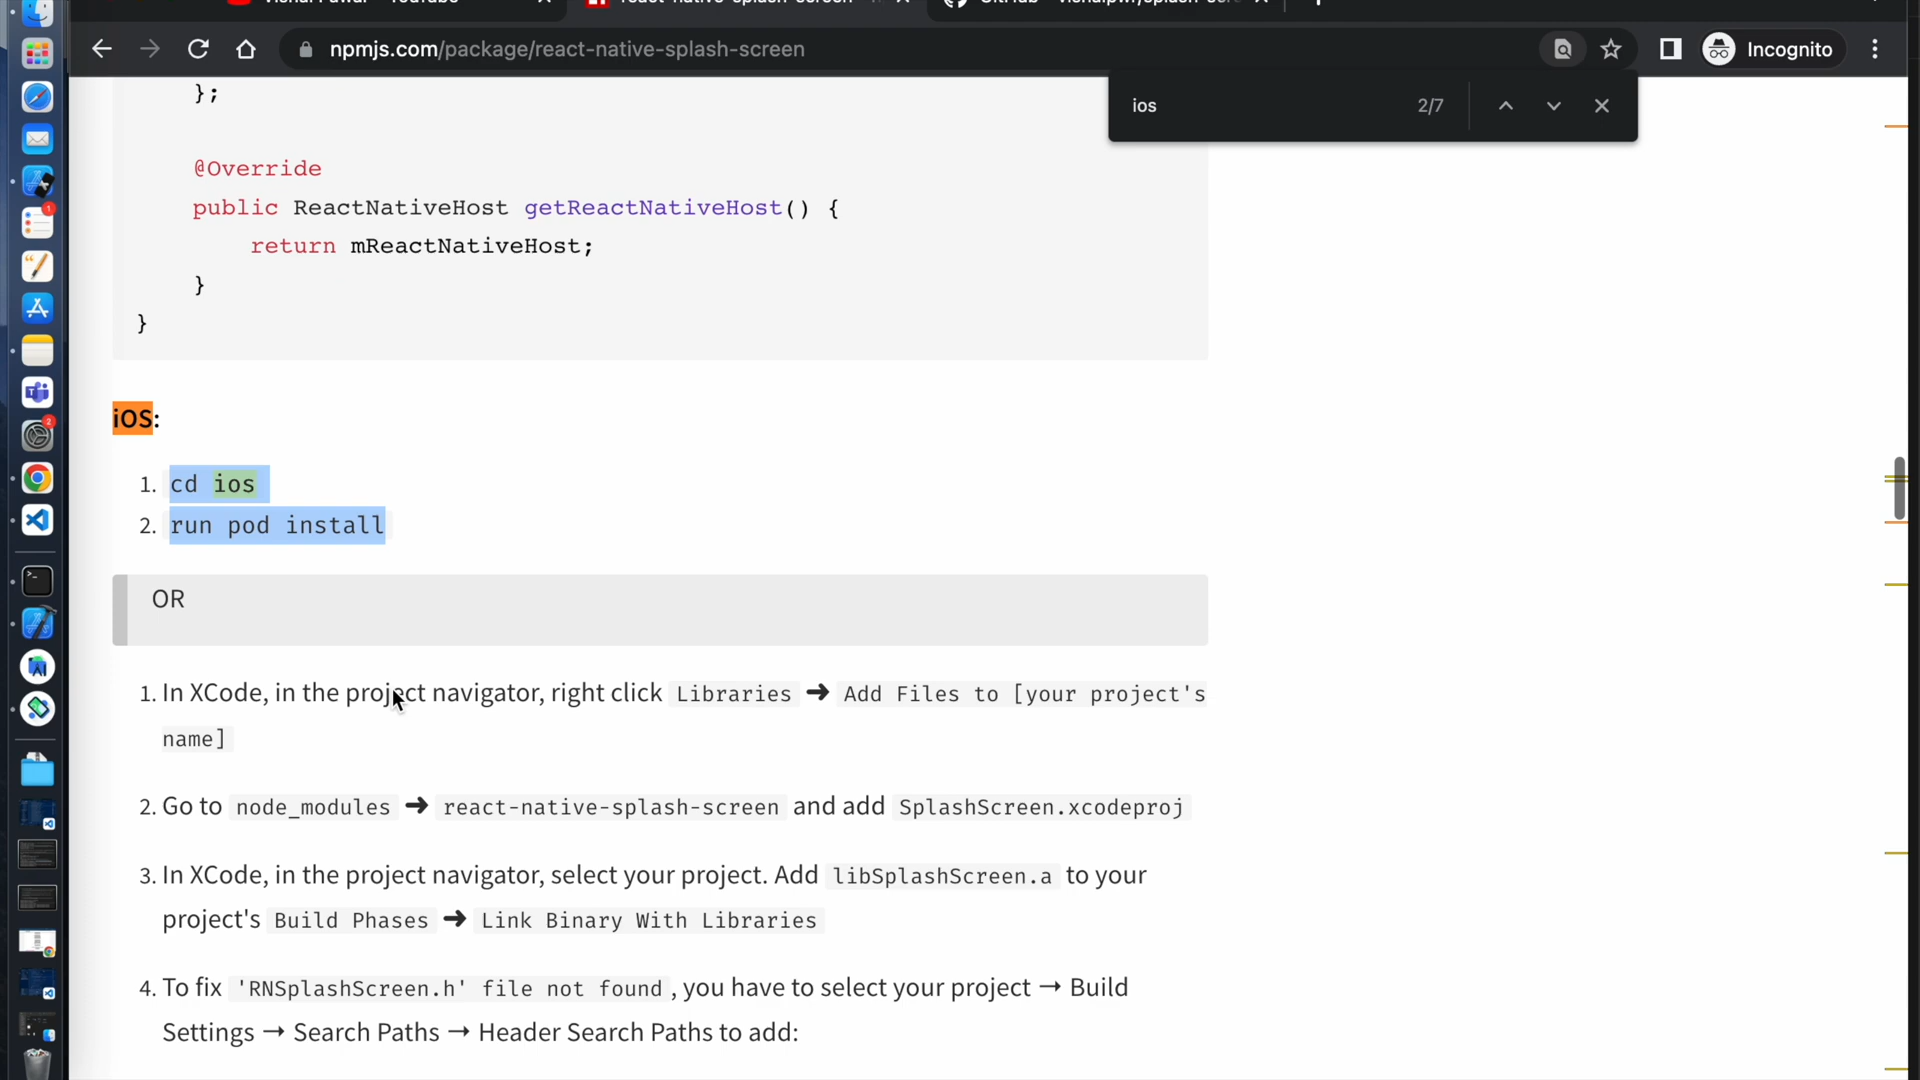 npmjs.com/package/react-native-splash-screen
Incognito
ios 2/7
};
@Override
public ReactNativeHost getReactNativeHost() {
return mReactNativeHost;
}
}
iOS:
1. cd ios
2. run pod install
OR
1. In XCode, in the project navigator, right click Libraries ➜ Add Files to [your project's
name]
2. Go to node_modules ➜ react-native-splash-screen and add SplashScreen.xcodeproj
3. In XCode, in the project navigator, select your project. Add libSplashScreen.a to your
project's Build Phases ➜ Link Binary With Libraries
4. To fix 'RNSplashScreen.h' file not found, you have to select your project → Build
Settings → Search Paths → Header Search Paths to add: